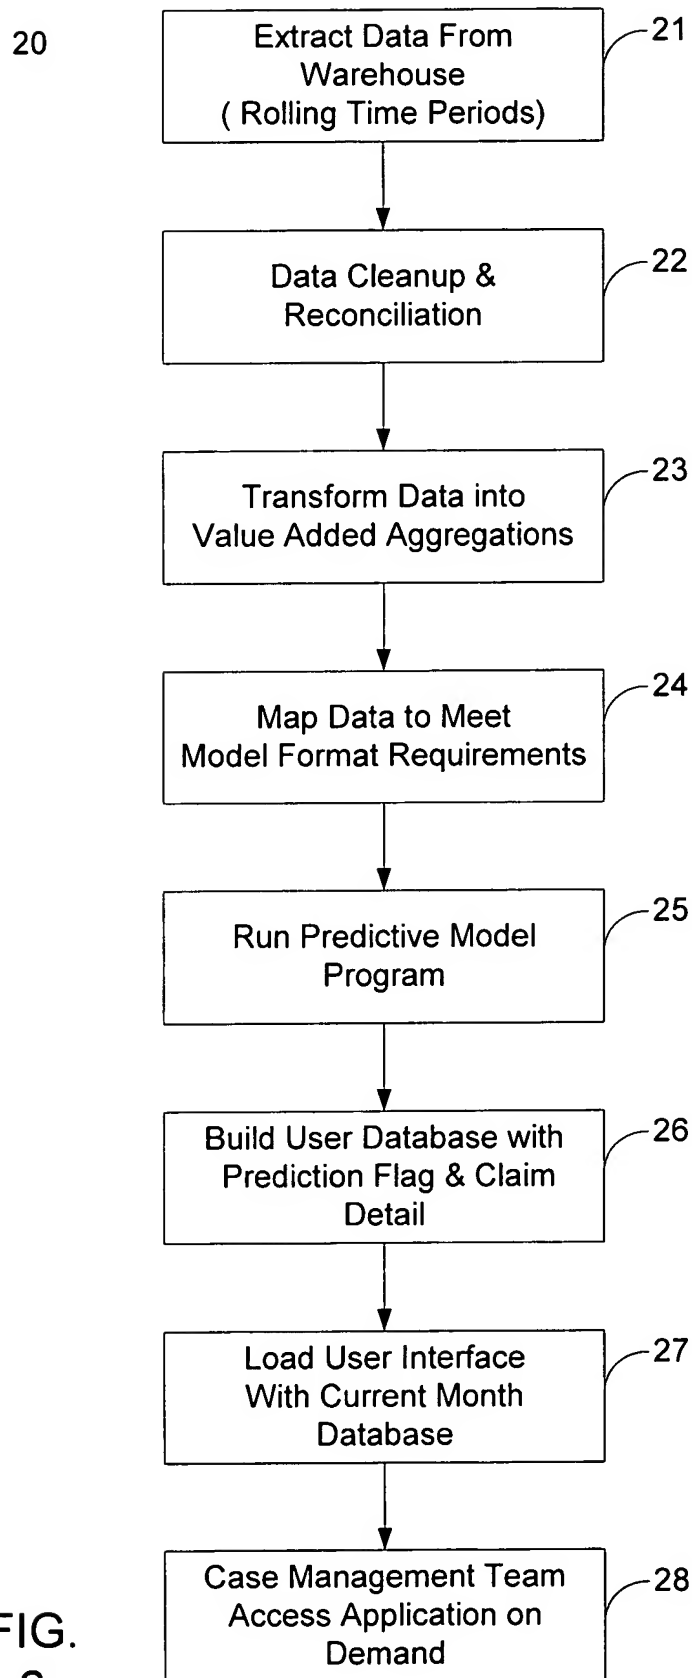 20
Extract Data From
Warehouse
( Rolling Time Periods)
21
Data Cleanup &
Reconciliation
22
Transform Data into
Value Added Aggregations
23
Map Data to Meet
Model Format Requirements
24
Run Predictive Model
Program
25
Build User Database with
Prediction Flag & Claim
Detail
26
Load User Interface
With Current Month
Database
27
Case Management Team
Access Application on
Demand
28
FIG.